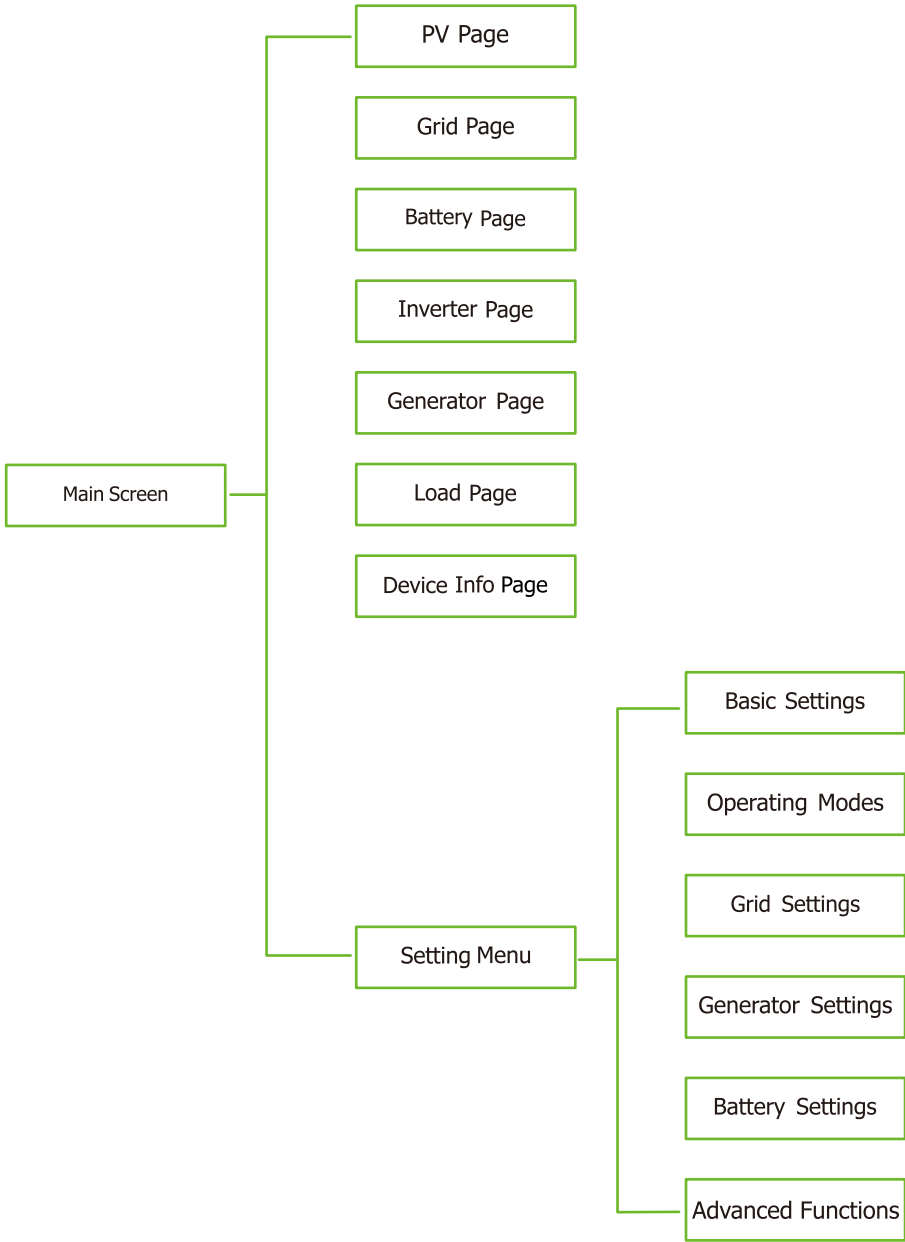 PV Page
Grid Page
Battery Page
Inverter Page
Generator Page
Main Screen
Load Page
Device Info Page
Basic Settings
Operating Modes
Grid Settings
Setting Menu
Generator Settings
Battery Settings
Advanced Functions